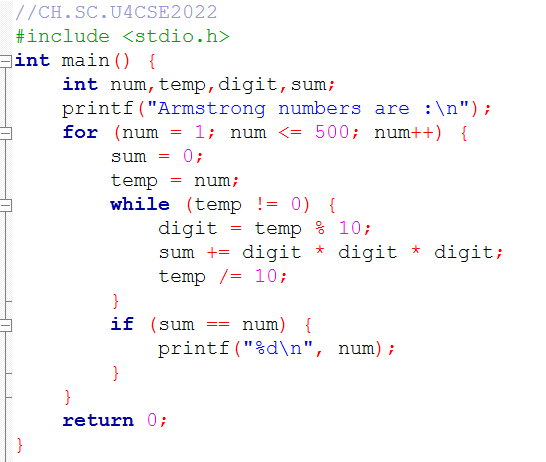 //CH.SC.U4CSE2022
#include <stdio.h>
int main() {
    int num,temp,digit,sum;
    printf("Armstrong numbers are :\n");
    for (num = 1; num <= 500; num++) {
        sum = 0;
        temp = num;
        while (temp != 0) {
            digit = temp % 10;
            sum += digit * digit * digit;
            temp /= 10;
        }
        if (sum == num) {
            printf("%d\n", num);
        }
    }
    return 0;
}